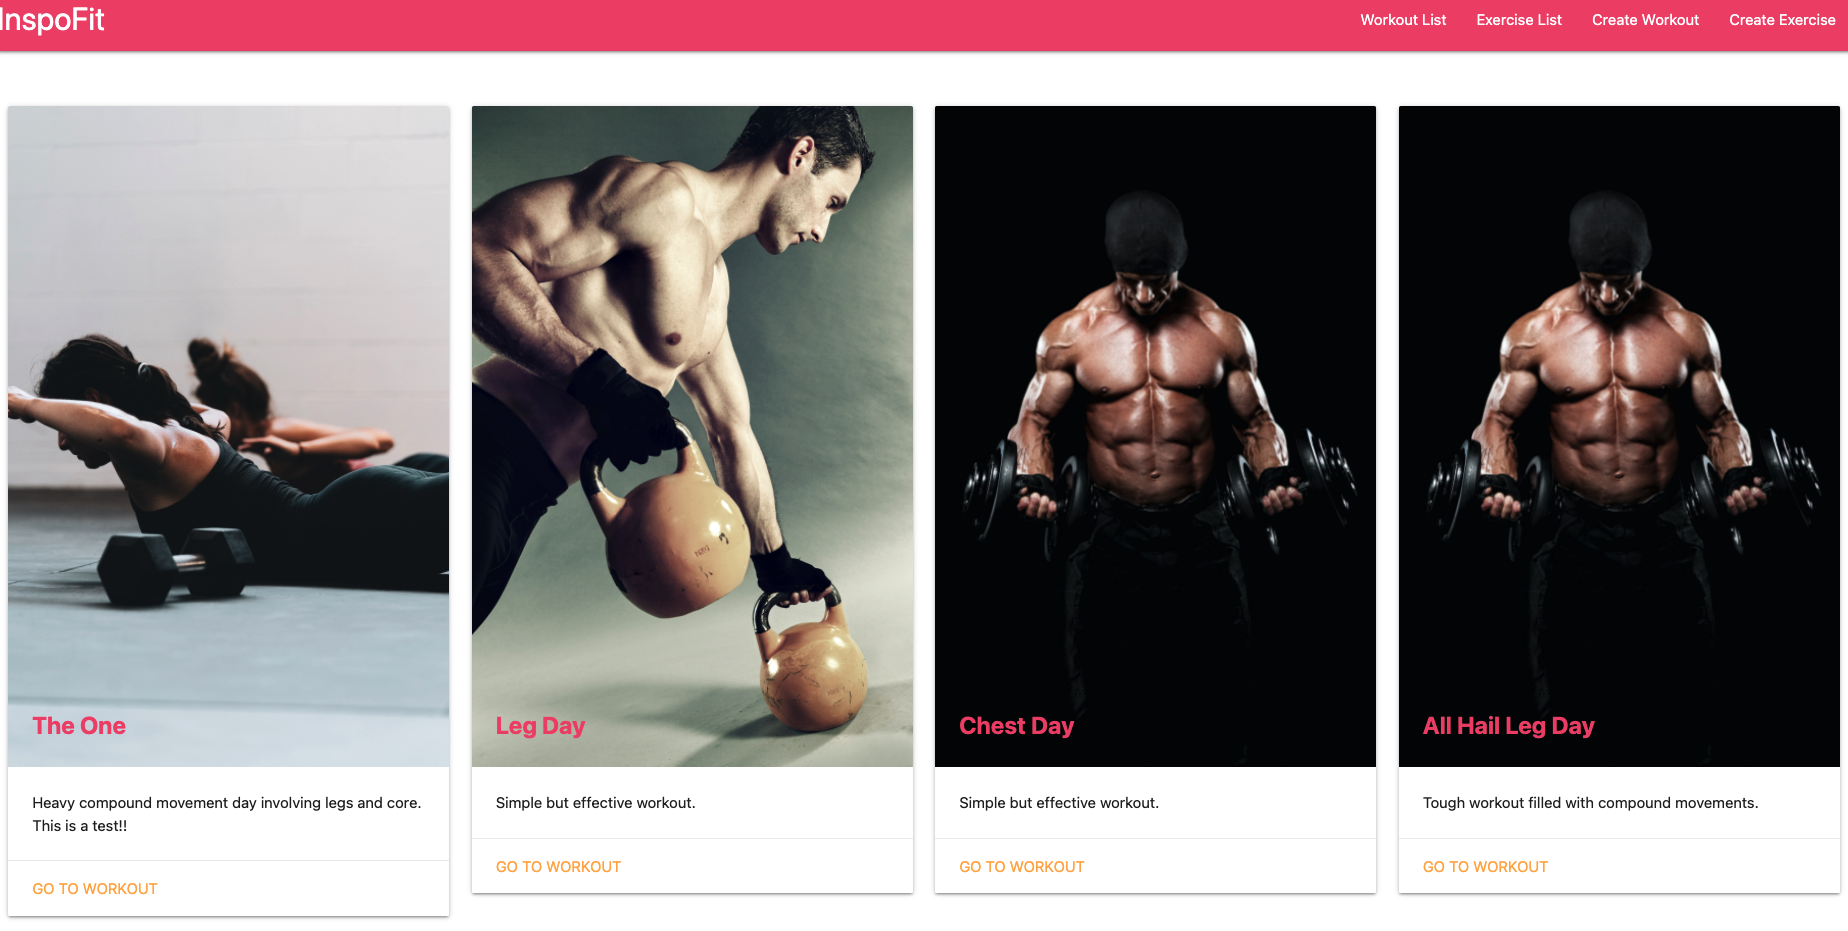 InspoFit
Workout List
Exercise List
Create Workout
Create Exercise
The One
Heavy compound movement day involving legs and core.
This is a test!!
GO TO WORKOUT
Leg Day
Simple but effective workout.
GO TO WORKOUT
Chest Day
Simple but effective workout.
GO TO WORKOUT
All Hail Leg Day
Tough workout filled with compound movements.
GO TO WORKOUT